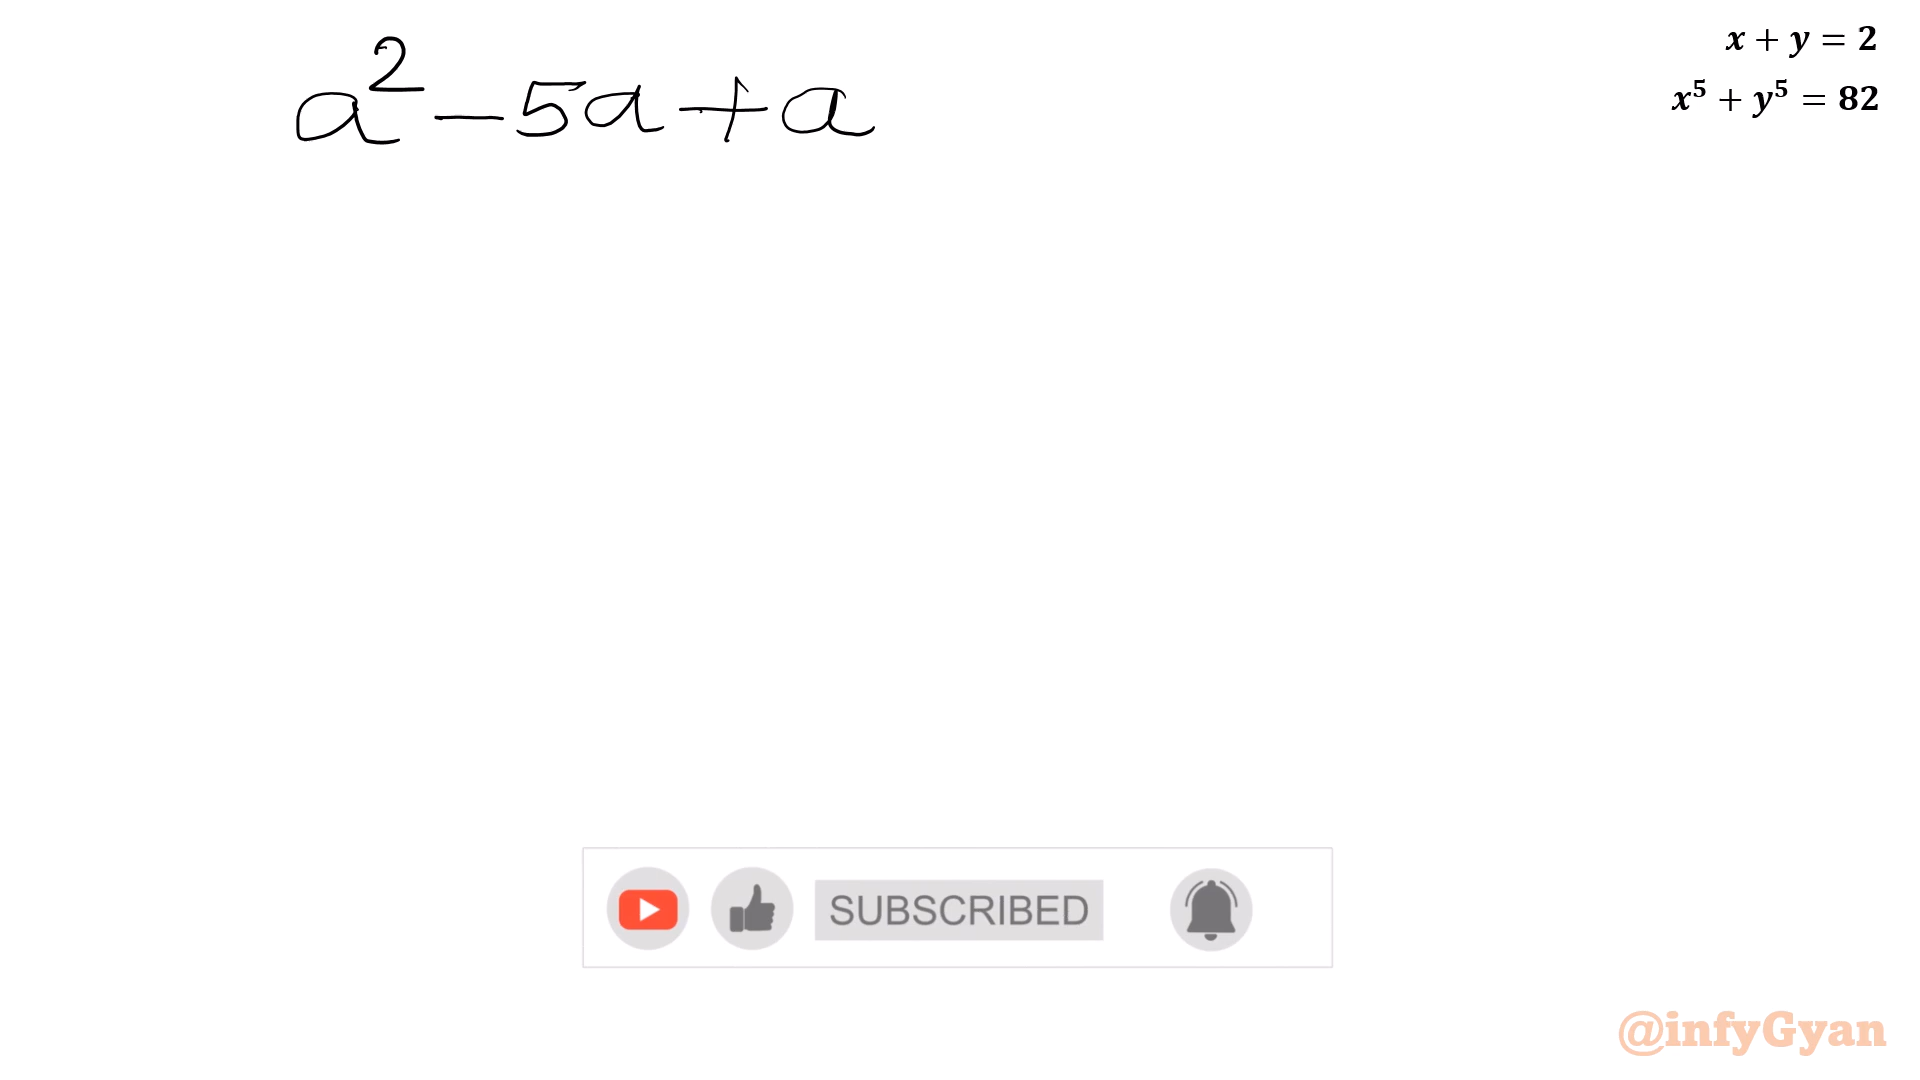 a² – 5a + a
x + y = 2
x⁵ + y⁵ = 82
SUBSCRIBED
@infyGyan